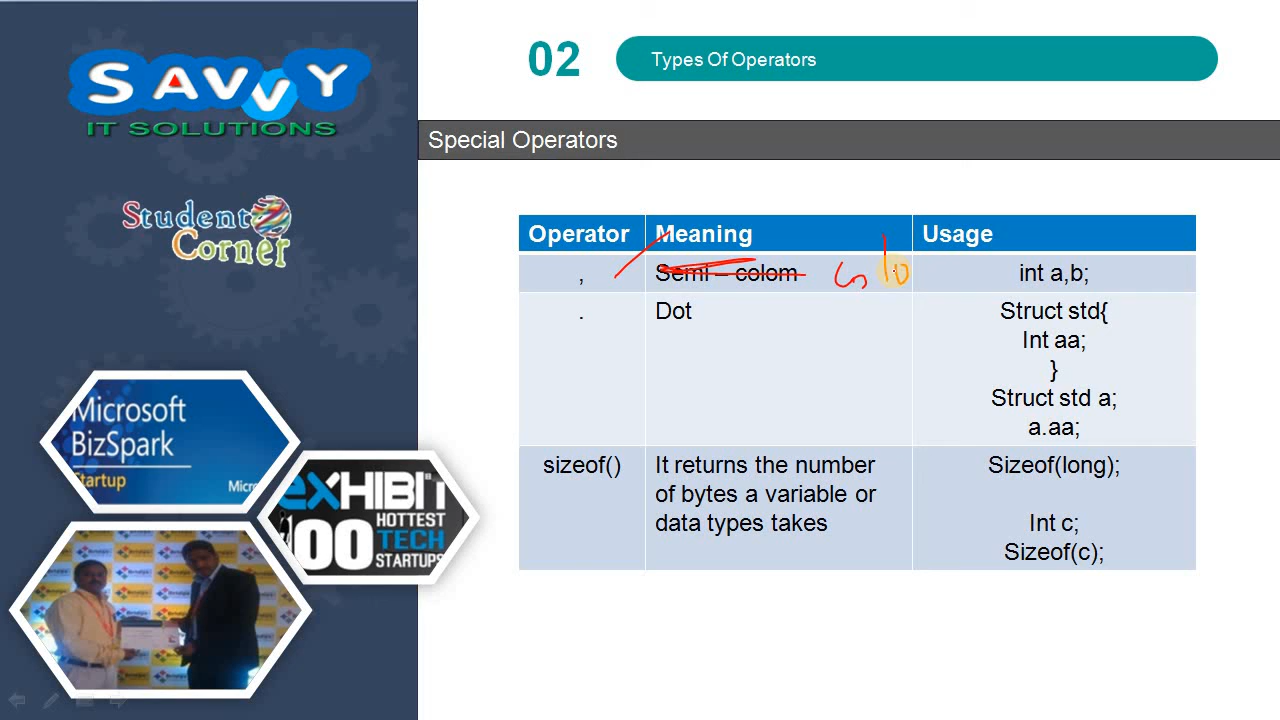 SAVVY
IT SOLUTIONS
Student
Corner
Microsoft
BizSpark
Startup
Micros
eXHIBIT
100
HOTTEST
TECH
STARTUPS
02
Types Of Operators
Special Operators
Operator Meaning Usage
, Semi – colom int a,b;
. Dot Struct std{
Int aa;
}
Struct std a;
a.aa;
sizeof() It returns the number Sizeof(long);
of bytes a variable or
data types takes Int c;
Sizeof(c);